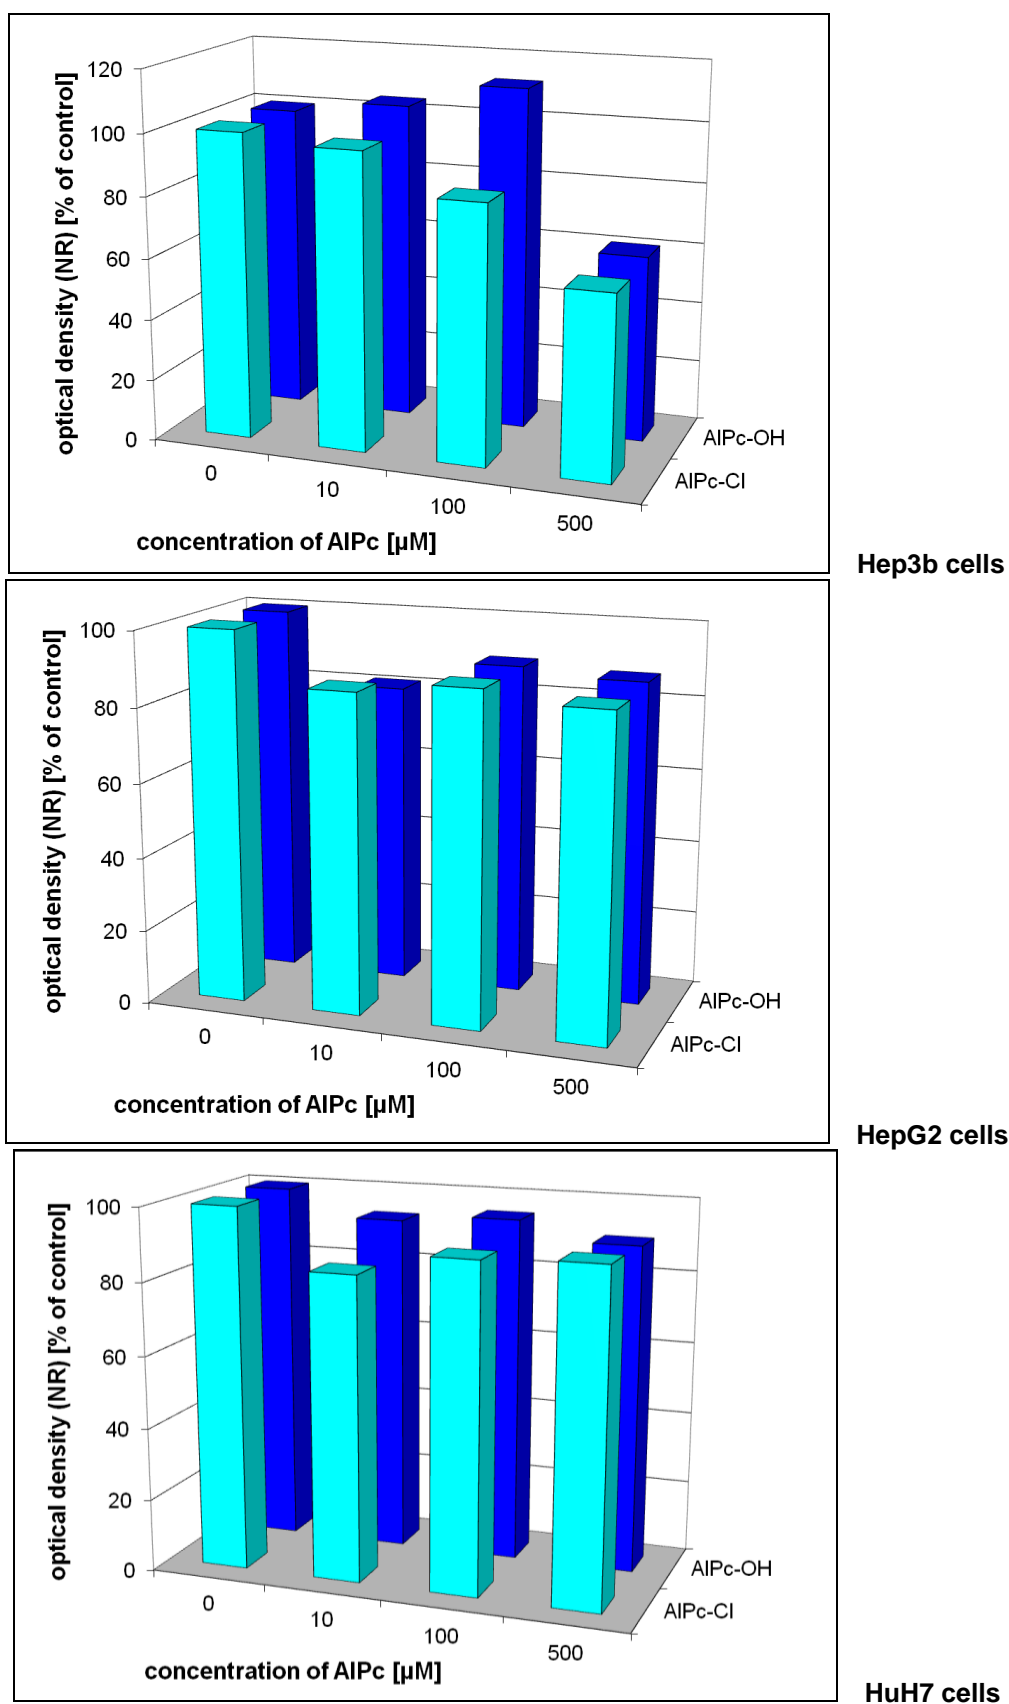 120
100
80
60
40
20
0
optical density (NR) [% of control]
0
10
100
500
AlPc-OH
AlPc-Cl
concentration of AlPc [µM]
Hep3b cells
100
80
60
40
20
0
optical density (NR) [% of control]
0
10
100
500
AlPc-OH
AlPc-Cl
concentration of AlPc [µM]
HepG2 cells
100
80
60
40
20
0
optical density (NR) [% of control]
0
10
100
500
AlPc-OH
AlPc-Cl
concentration of AlPc [µM]
HuH7 cells